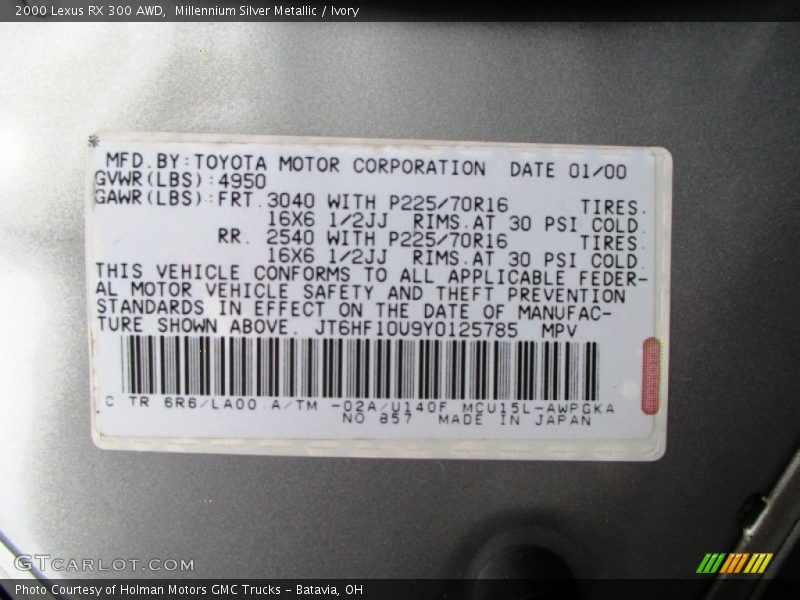 2000 Lexus RX 300 AWD,  Millennium Silver Metallic / Ivory
MFD.BY:TOYOTA MOTOR CORPORATION   DATE 01/00
GVWR(LBS):4950
GAWR(LBS):FRT.3040 WITH P225/70R16   TIRES.
16X6 1/2JJ  RIMS.AT 30 PSI COLD.
RR.  2540 WITH P225/70R16   TIRES.
16X6 1/2JJ  RIMS.AT 30 PSI COLD.
THIS VEHICLE CONFORMS TO ALL APPLICABLE FEDER-
AL MOTOR VEHICLE SAFETY AND THEFT PREVENTION
STANDARDS IN EFFECT ON THE DATE OF MANUFAC-
TURE SHOWN ABOVE. JT6HF10U9Y0125785  MPV
C TR 6R6/LA00 A/TM -02A/U140F MCU15L-AWPGKA
NO 857  MADE IN JAPAN
GTCARLOT.COM
Photo Courtesy of Holman Motors GMC Trucks - Batavia, OH